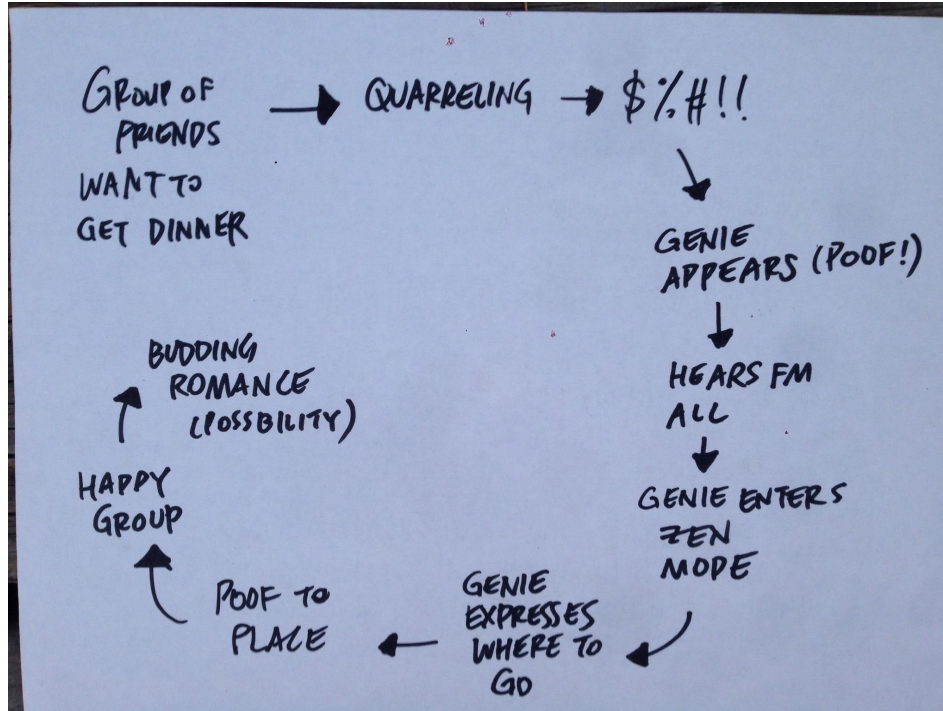 GROUP OF
FRIENDS
WANT TO
GET DINNER
QUARRELING
$%#!!
GENIE
APPEARS (POOF!)
HEARS FM
ALL
GENIE ENTERS
ZEN
MODE
GENIE
EXPRESSES
WHERE TO
GO
POOF TO
PLACE
HAPPY
GROUP
BUDDING
ROMANCE
(POSSBILITY)